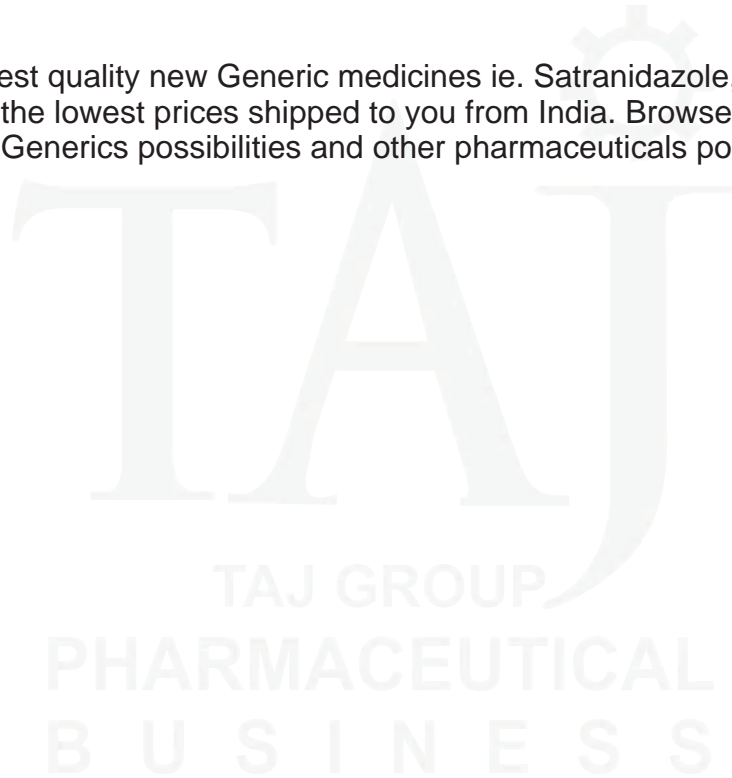 est quality new Generic medicines ie. Satranidazole.
the lowest prices shipped to you from India. Browse
Generics possibilities and other pharmaceuticals po
TAJ
TAJ GROUP
PHARMACEUTICAL
BUSINESS